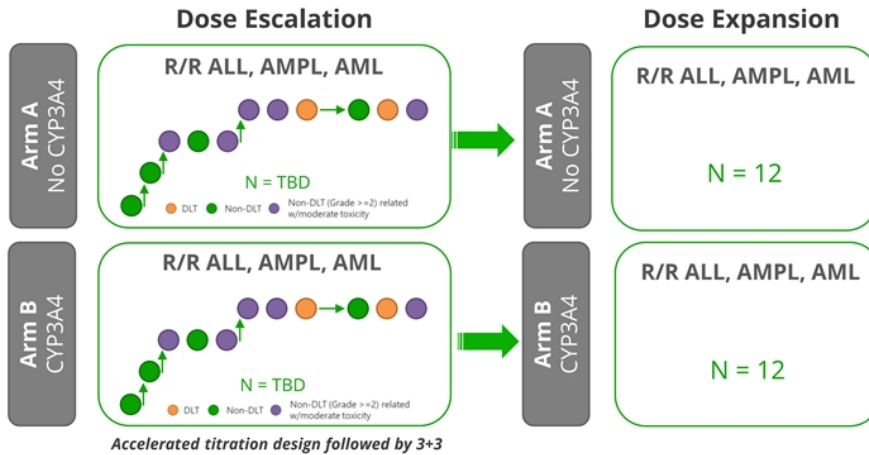 Dose Escalation
Dose Expansion
Arm A
No CYP3A4
R/R ALL, AMPL, AML
N = TBD
DLT
Non-DLT
Non-DLT (Grade >=2) related
w/moderate toxicity
Arm A
No CYP3A4
R/R ALL, AMPL, AML
N = 12
Arm B
CYP3A4
R/R ALL, AMPL, AML
N = TBD
DLT
Non-DLT
Non-DLT (Grade >=2) related
w/moderate toxicity
Arm B
CYP3A4
R/R ALL, AMPL, AML
N = 12
Accelerated titration design followed by 3+3